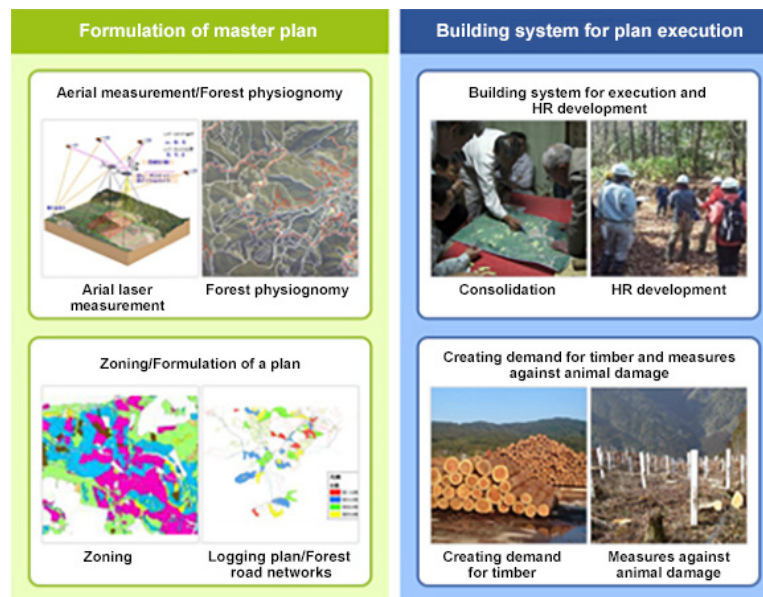 Formulation of master plan
Aerial measurement/Forest physiognomy
Arial laser
measurement
Forest physiognomy
Zoning/Formulation of a plan
Zoning
Logging plan/Forest
road networks
Building system for plan execution
Building system for execution and
HR development
Consolidation
HR development
Creating demand for timber and measures
against animal damage
Creating demand
for timber
Measures against
animal damage